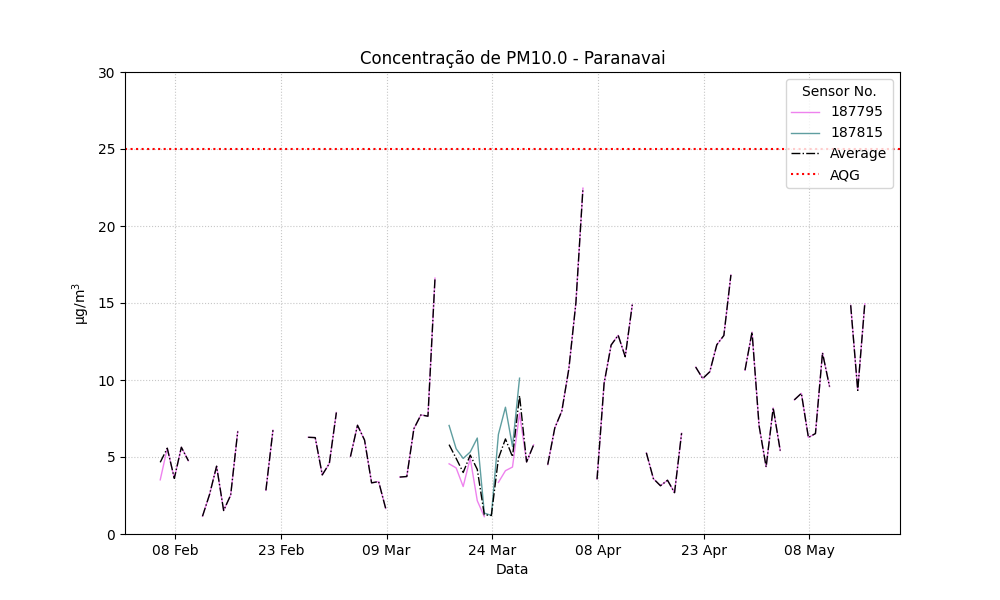 Concentração de PM10.0 - Paranavai
30
25
20
15
10
5
0
µg/m³
Sensor No.
187795
187815
Average
AQG
08 Feb
23 Feb
09 Mar
24 Mar
08 Apr
23 Apr
08 May
Data